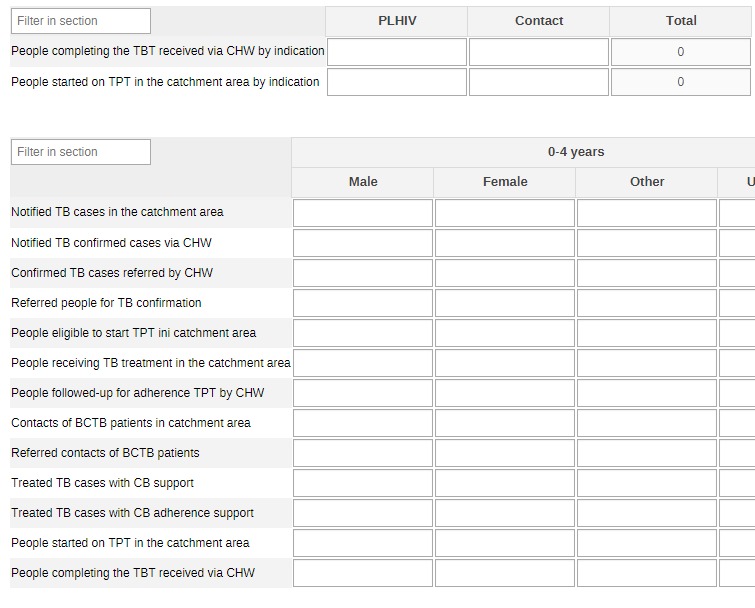 Filter in section PLHIV Contact Total
People completing the TBT received via CHW by indication 0
People started on TPT in the catchment area by indication 0
Filter in section 0-4 years
Male Female Other U
Notified TB cases in the catchment area
Notified TB confirmed cases via CHW
Confirmed TB cases referred by CHW
Referred people for TB confirmation
People eligible to start TPT ini catchment area
People receiving TB treatment in the catchment area
People followed-up for adherence TPT by CHW
Contacts of BCTB patients in catchment area
Referred contacts of BCTB patients
Treated TB cases with CB support
Treated TB cases with CB adherence support
People started on TPT in the catchment area
People completing the TBT received via CHW